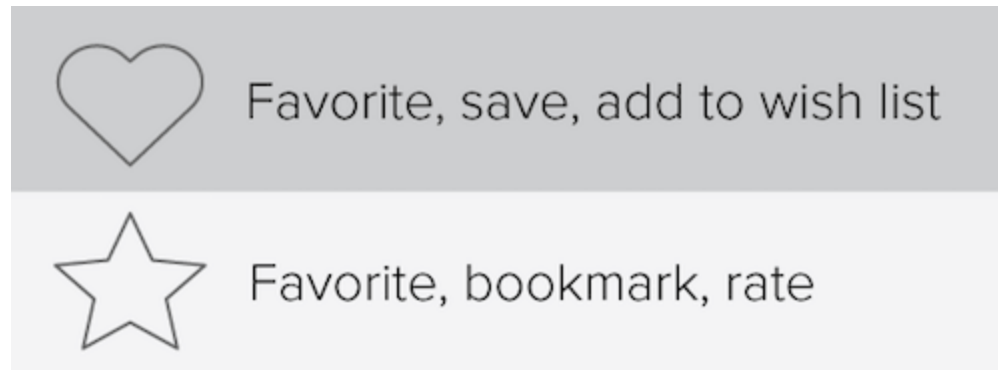 Favorite, save, add to wish list
Favorite, bookmark, rate